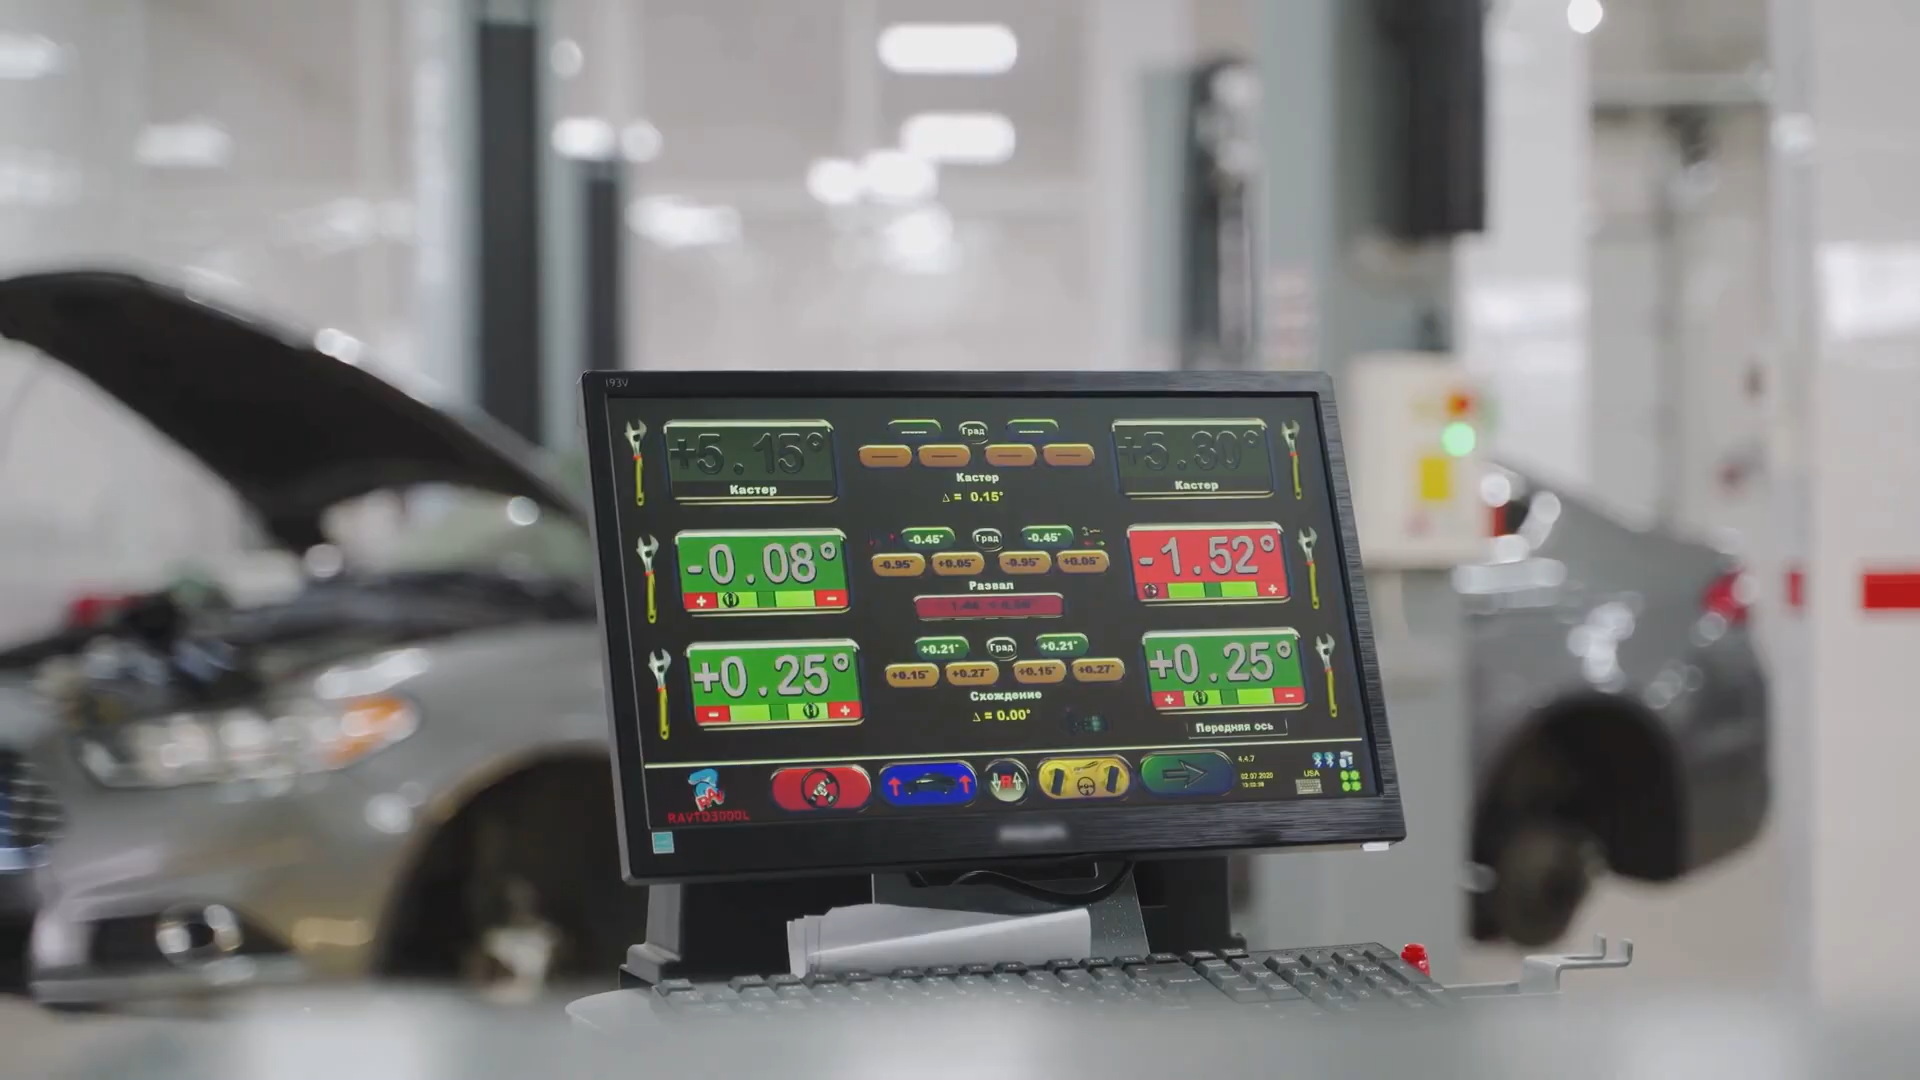 193V
+5.15° Град +5.30°
Кастер Кастер Кастер
Δ = 0.15°
-0.08° -0.45° Град -0.45° -1.52°
-0.95° +0.05° -0.95° +0.05°
Развал
+ - - +
+0.25° +0.21° Град +0.21° +0.25°
+0.15° +0.27° +0.15° +0.27°
Схождение
- + Δ = 0.00° + -
Передняя ось
RAV
RAVTD3000L
4.4.7
02.07.2020
USA